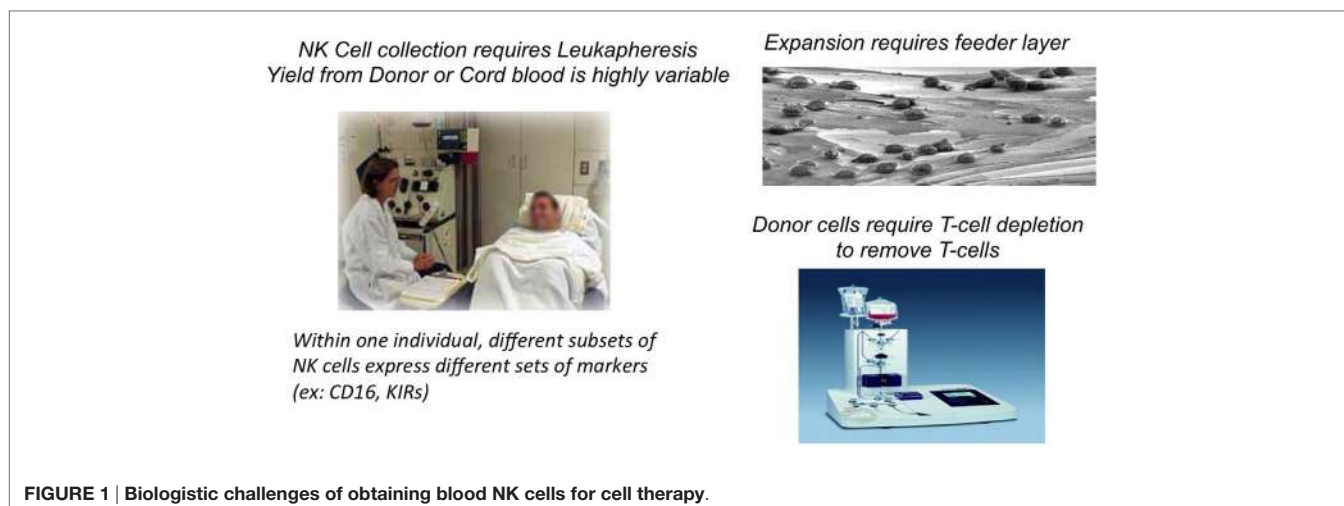 NK Cell collection requires Leukapheresis
Yield from Donor or Cord blood is highly variable
Within one individual, different subsets of
NK cells express different sets of markers
(ex: CD16, KIRs)
Expansion requires feeder layer
Donor cells require T-cell depletion
to remove T-cells
FIGURE 1 | Biologistic challenges of obtaining blood NK cells for cell therapy.